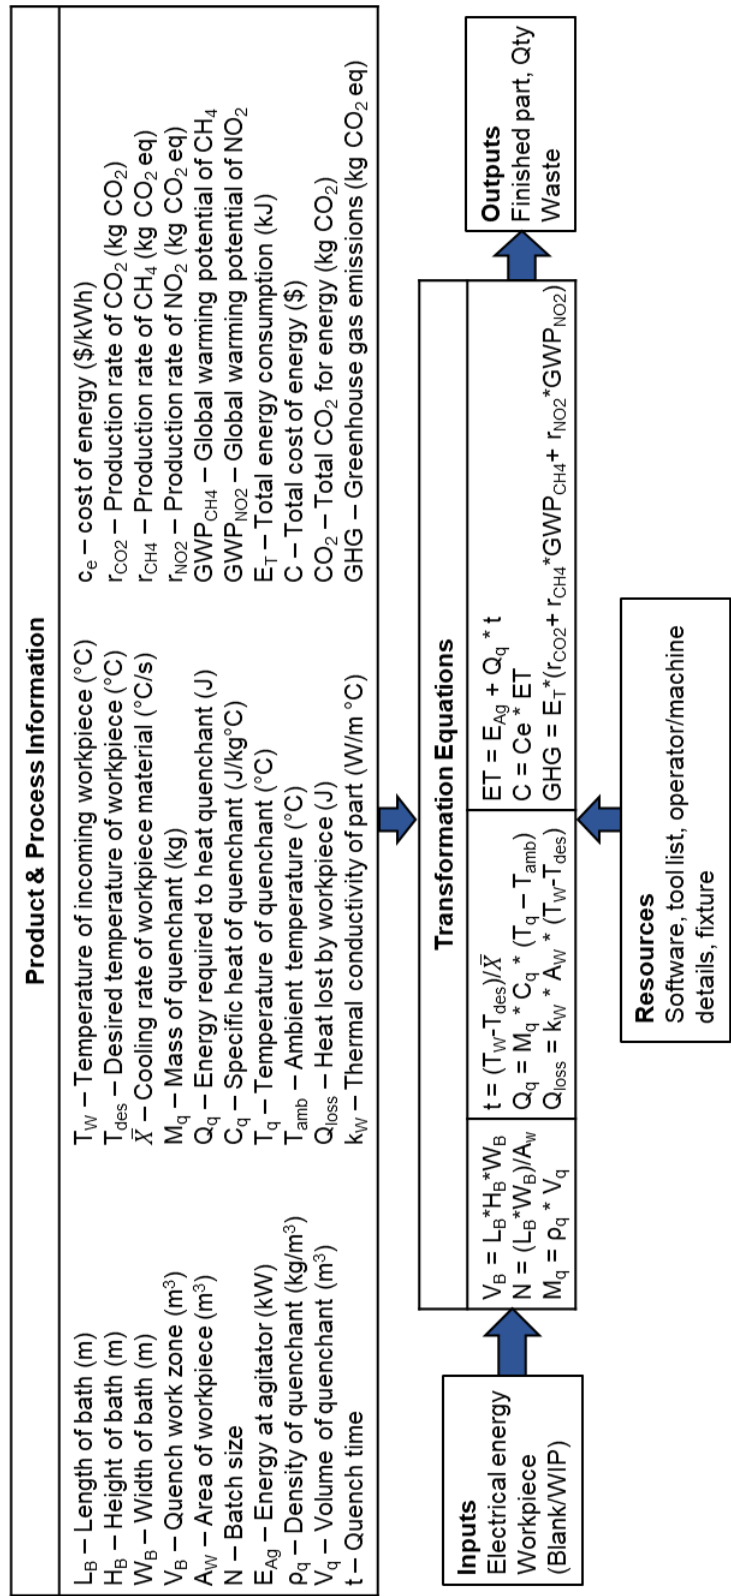 Product & Process Information
L_B – Length of bath (m)
H_B – Height of bath (m)
W_B – Width of bath (m)
V_B – Quench work zone (m³)
A_W – Area of workpiece (m³)
N – Batch size
E_Ag – Energy at agitator (kW)
ρ_q – Density of quenchant (kg/m³)
V_q – Volume of quenchant (m³)
t – Quench time
T_W – Temperature of incoming workpiece (°C)
T_des – Desired temperature of workpiece (°C)
X̄ – Cooling rate of workpiece material (°C/s)
M_q – Mass of quenchant (kg)
Q_q – Energy required to heat quenchant (J)
C_q – Specific heat of quenchant (J/kg°C)
T_q – Temperature of quenchant (°C)
T_amb – Ambient temperature (°C)
Q_loss – Heat lost by workpiece (J)
k_W – Thermal conductivity of part (W/m °C)
c_e – cost of energy ($/kWh)
r_CO2 – Production rate of CO₂ (kg CO₂)
r_CH4 – Production rate of CH₄ (kg CO₂ eq)
r_NO2 – Production rate of NO₂ (kg CO₂ eq)
GWP_CH4 – Global warming potential of CH₄
GWP_NO2 – Global warming potential of NO₂
E_T – Total energy consumption (kJ)
C – Total cost of energy ($)
CO₂ – Total CO₂ for energy (kg CO₂)
GHG – Greenhouse gas emissions (kg CO₂ eq)
Inputs
Electrical energy
Workpiece
(Blank/WIP)
Transformation Equations
V_B = L_B*H_B*W_B
N = (L_B*W_B)/A_w
M_q = ρ_q * V_q
t = (T_W-T_des)/X̄
Q_q = M_q * C_q * (T_q – T_amb)
Q_loss = k_W * A_W * (T_W-T_des)
ET = E_Ag + Q_q * t
C = Ce* ET
GHG = E_T*(r_CO2+ r_CH4*GWP_CH4+ r_NO2*GWP_NO2)
Outputs
Finished part, Qty
Waste
Resources
Software, tool list, operator/machine
details, fixture